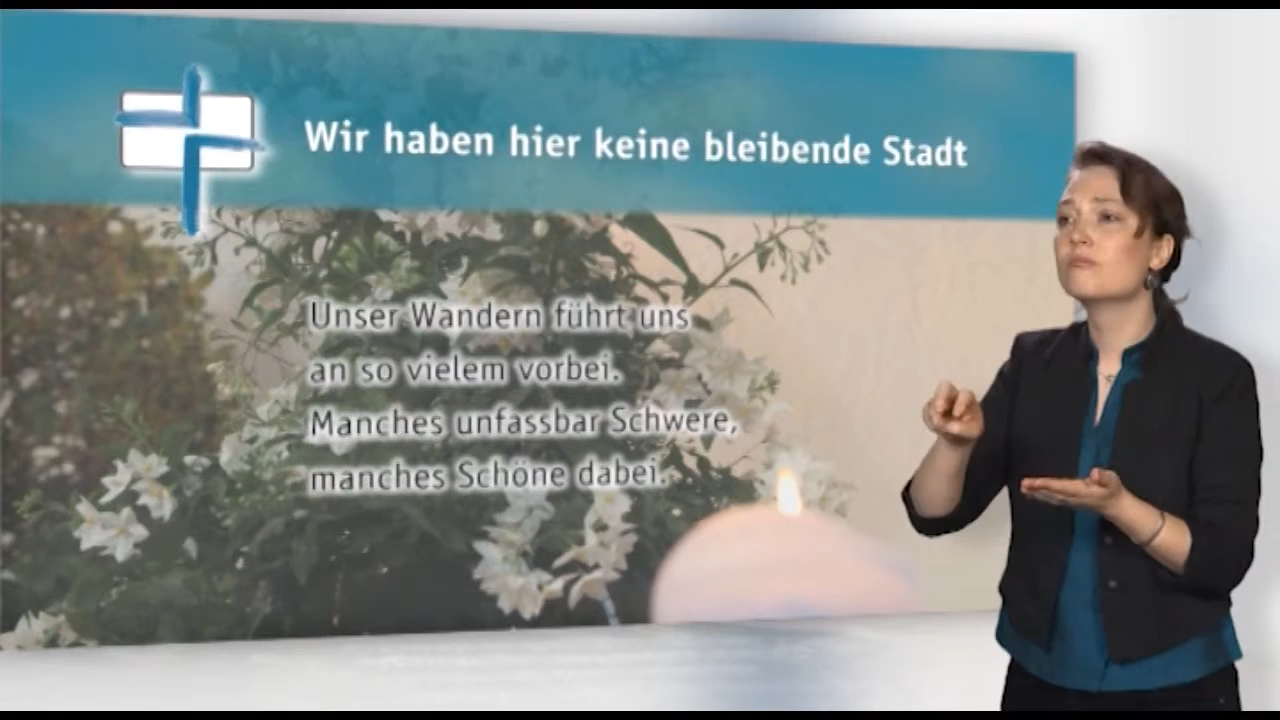 Wir haben hier keine bleibende Stadt
Unser Wandern führt uns
an so vielem vorbei.
Manches unfassbar Schwere,
manches Schöne dabei.